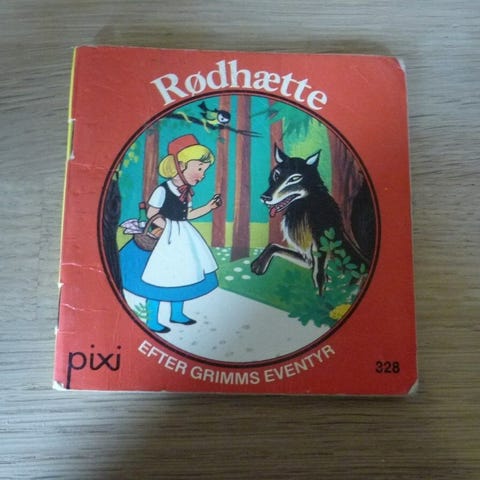 Rødhætte
EFTER GRIMMS EVENTYR
pixi
328